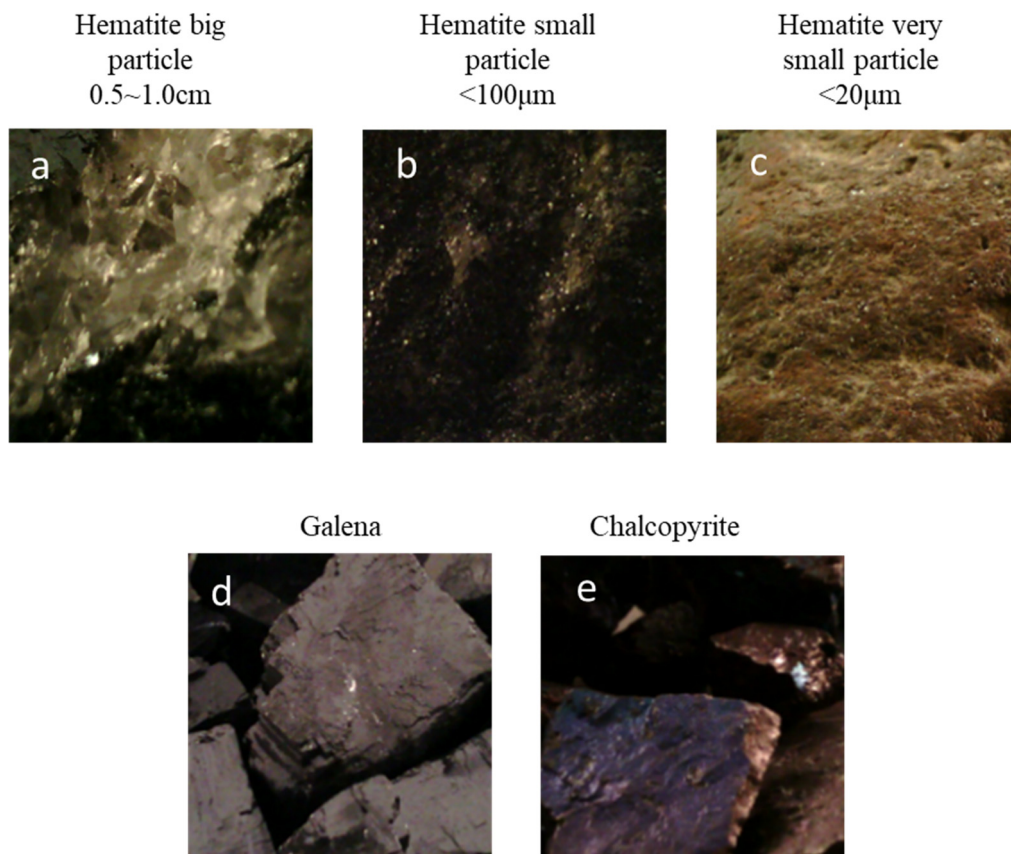 Hematite big
particle
0.5~1.0cm
Hematite small
particle
<100μm
Hematite very
small particle
<20μm
a
b
c
Galena
Chalcopyrite
d
e